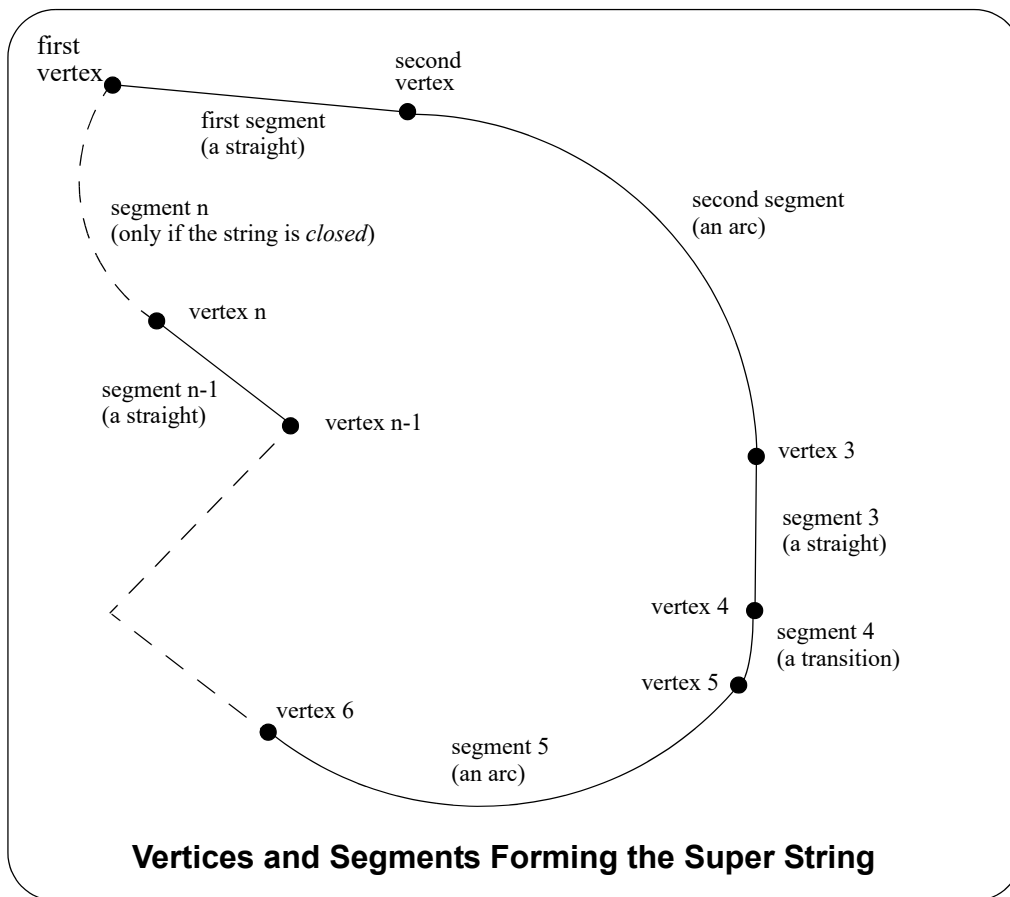 first
vertex
second
vertex
first segment
(a straight)
second segment
(an arc)
segment n
(only if the string is closed)
vertex n
segment n-1
(a straight)
vertex n-1
vertex 3
segment 3
(a straight)
vertex 4
segment 4
(a transition)
vertex 5
vertex 6
segment 5
(an arc)
Vertices and Segments Forming the Super String